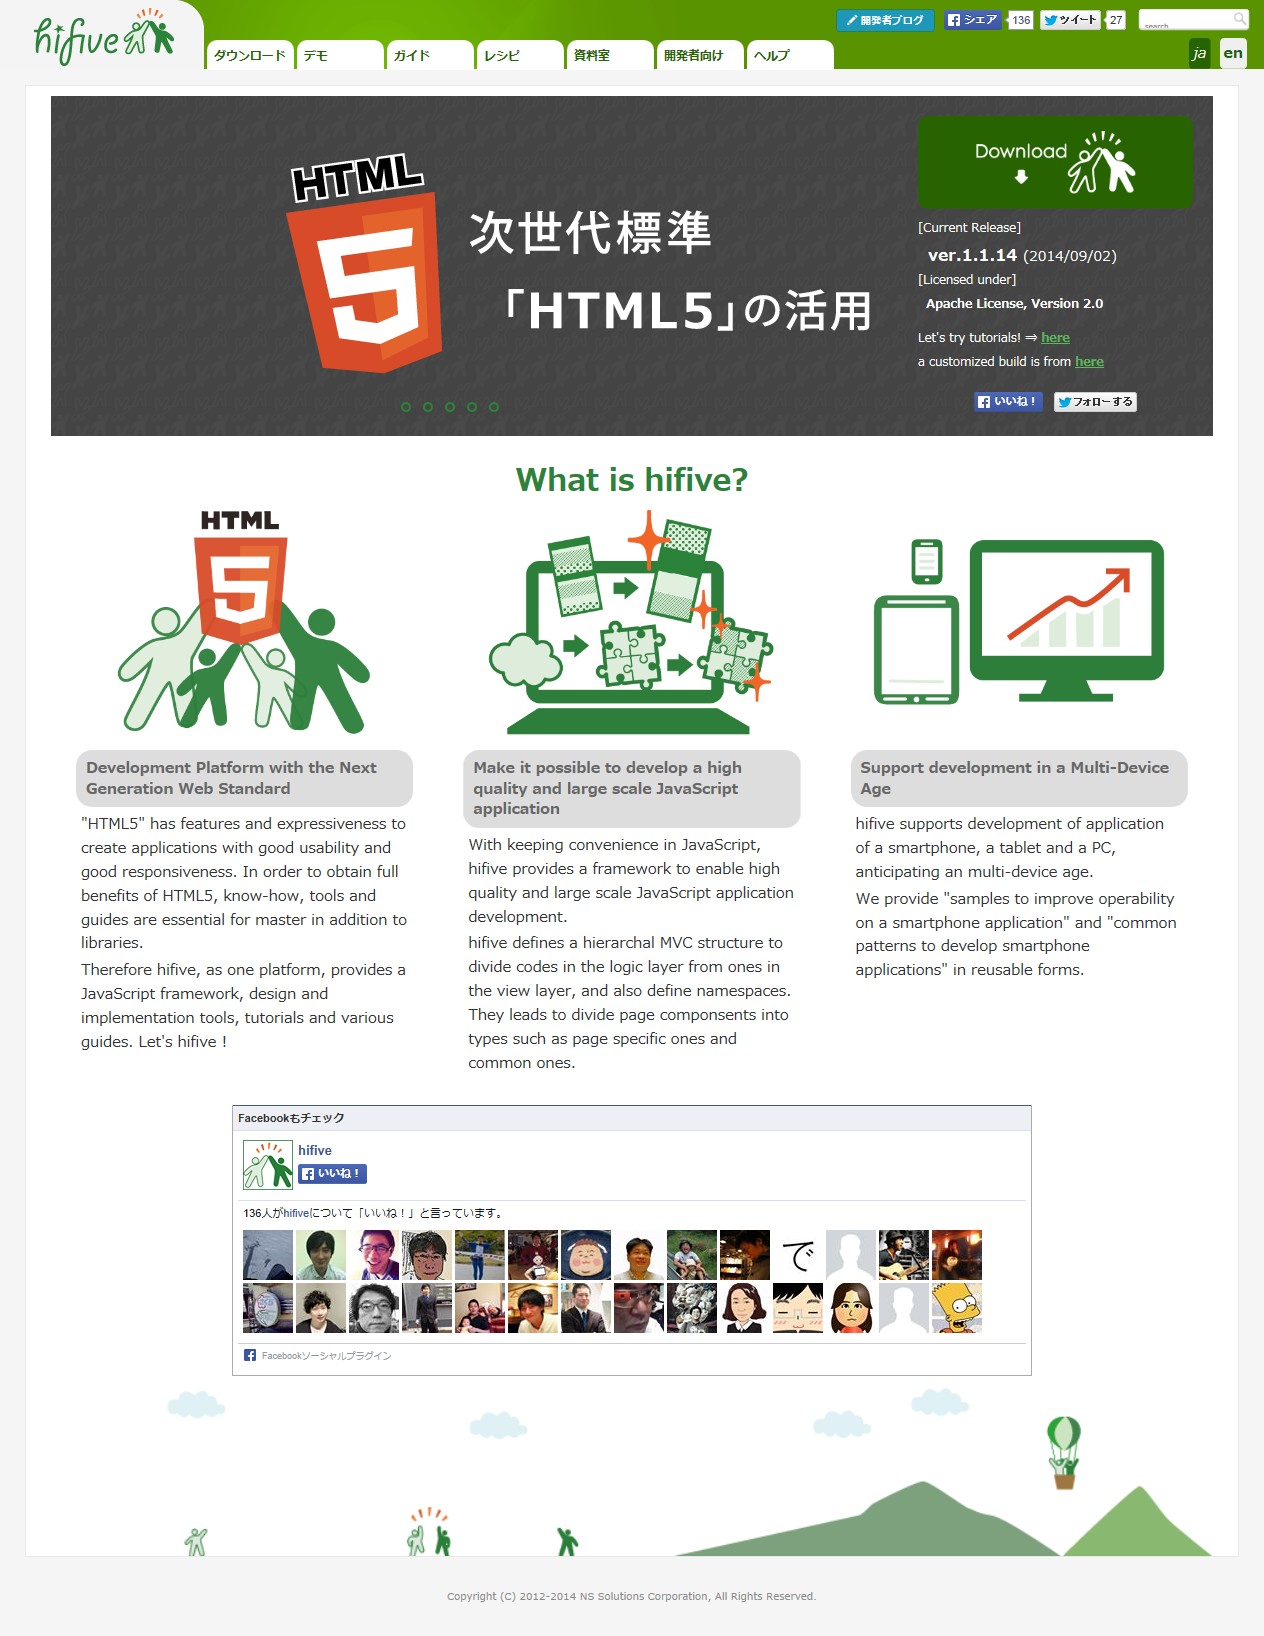 hifive
開発者ブログ
シェア
136
ツイート
27
search
ダウンロード
デモ
ガイド
レシピ
資料室
開発者向け
ヘルプ
ja
en
HTML
5
次世代標準
「HTML5」の活用
Download
[Current Release]
ver.1.1.14 (2014/09/02)
[Licensed under]
Apache License, Version 2.0
Let's try tutorials! ⇒ here
a customized build is from here
いいね！
フォローする
What is hifive?
HTML
5
Development Platform with the Next
Generation Web Standard
"HTML5" has features and expressiveness to
create applications with good usability and
good responsiveness. In order to obtain full
benefits of HTML5, know-how, tools and
guides are essential for master in addition to
libraries.
Therefore hifive, as one platform, provides a
JavaScript framework, design and
implementation tools, tutorials and various
guides. Let's hifive !
Make it possible to develop a high
quality and large scale JavaScript
application
With keeping convenience in JavaScript,
hifive provides a framework to enable high
quality and large scale JavaScript application
development.
hifive defines a hierarchal MVC structure to
divide codes in the logic layer from ones in
the view layer, and also define namespaces.
They leads to divide page componsents into
types such as page specific ones and
common ones.
Support development in a Multi-Device
Age
hifive supports development of application
of a smartphone, a tablet and a PC,
anticipating an multi-device age.
We provide "samples to improve operability
on a smartphone application" and "common
patterns to develop smartphone
applications" in reusable forms.
Facebookもチェック
hifive
いいね！
136人がhifiveについて「いいね！」と言っています。
で
Facebookソーシャルプラグイン
Copyright (C) 2012-2014 NS Solutions Corporation, All Rights Reserved.